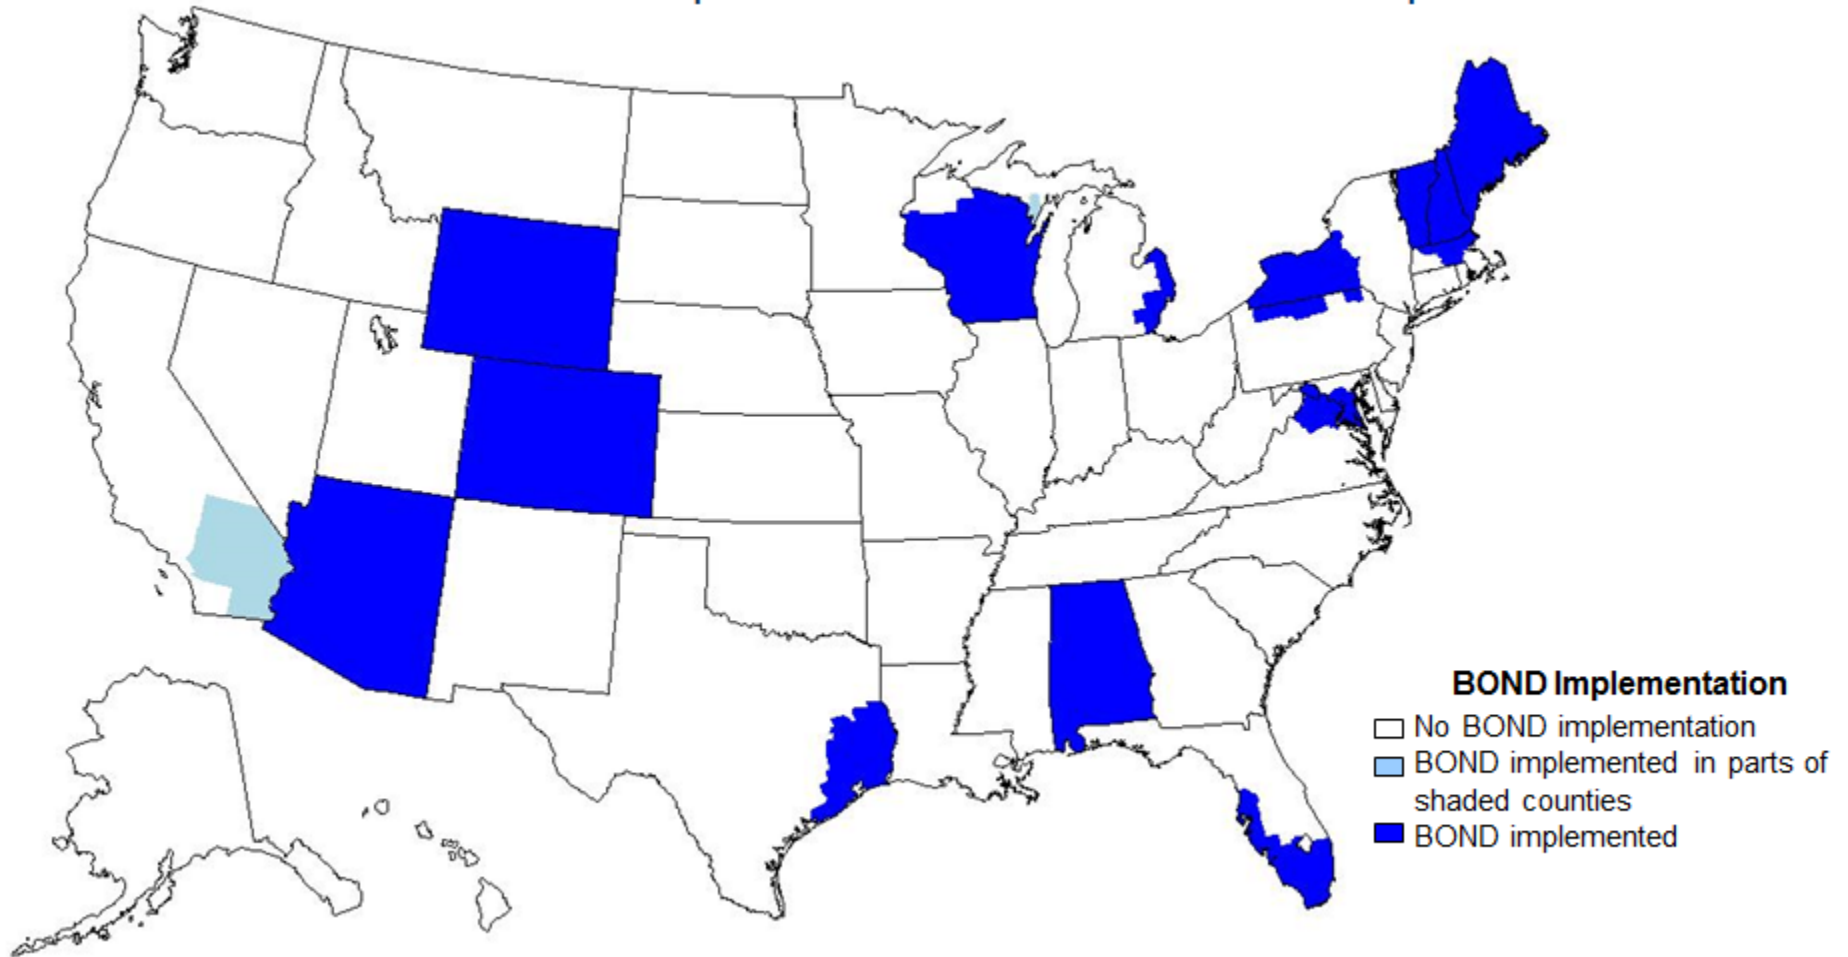 BOND Implementation
No BOND implementation
BOND implemented in parts of
shaded counties
BOND implemented